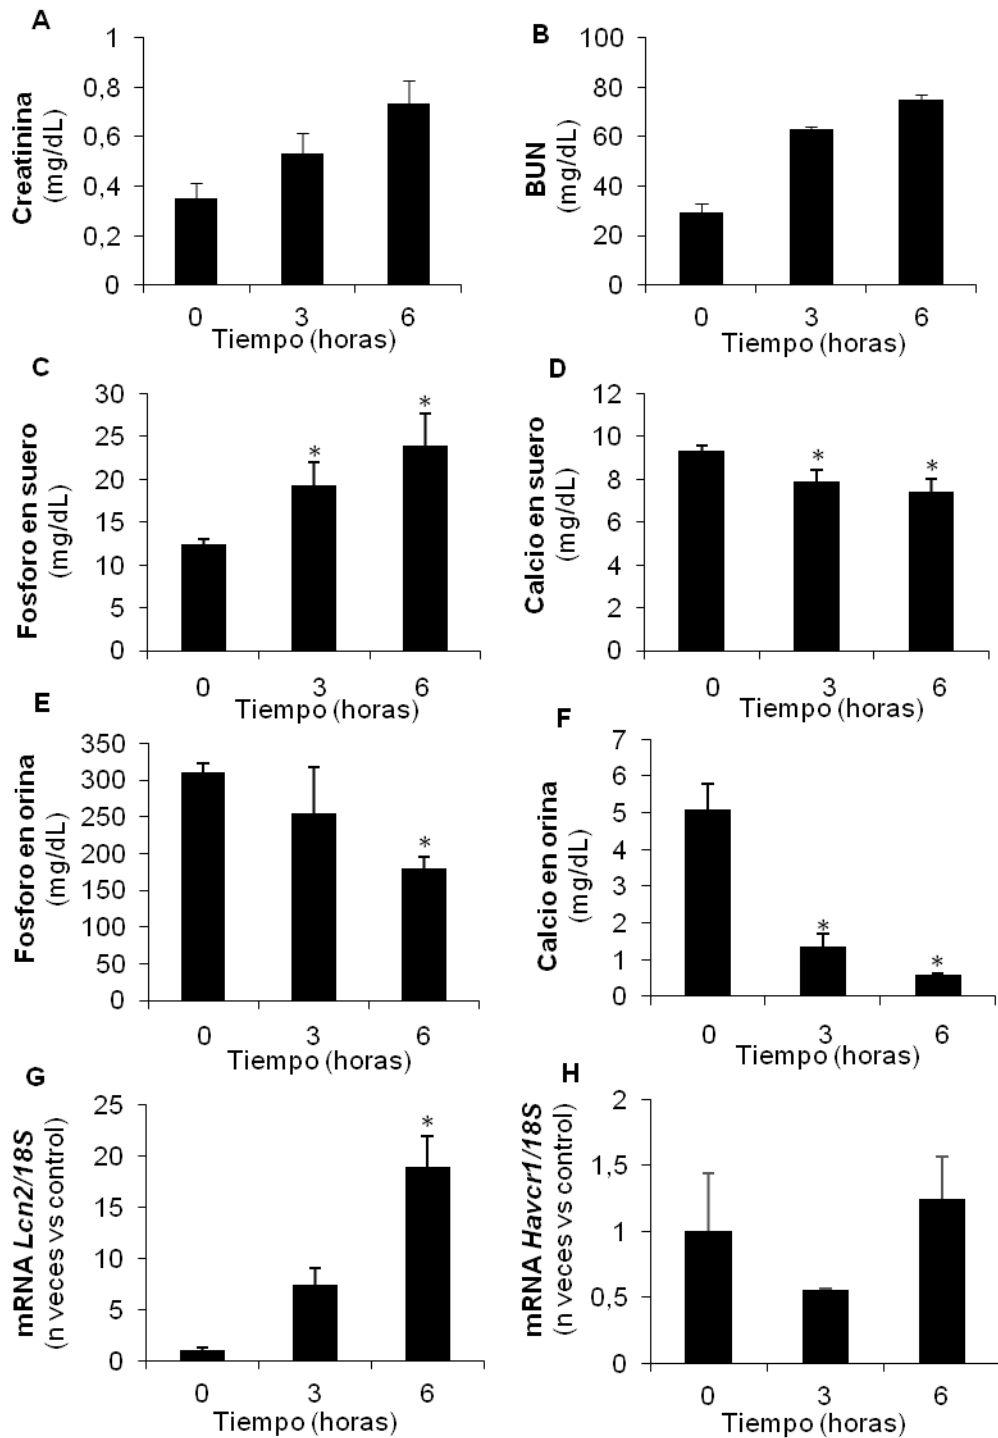 A
Creatinina
(mg/dL)
1
0,8
0,6
0,4
0,2
0
0 3 6
Tiempo (horas)
B
BUN
(mg/dL)
100
80
60
40
20
0
0 3 6
Tiempo (horas)
C
Fosforo en suero
(mg/dL)
30
25
20
15
10
5
0
* *
0 3 6
Tiempo (horas)
D
Calcio en suero
(mg/dL)
12
10
8
6
4
2
0
* *
0 3 6
Tiempo (horas)
E
Fosforo en orina
(mg/dL)
350
300
250
200
150
100
50
0
*
0 3 6
Tiempo (horas)
F
Calcio en orina
(mg/dL)
7
6
5
4
3
2
1
0
* *
0 3 6
Tiempo (horas)
G
mRNA Lcn2/18S
(n veces vs control)
25
20
15
10
5
0
*
0 3 6
Tiempo (horas)
H
mRNA Havcr1/18S
(n veces vs control)
2
1,5
1
0,5
0
0 3 6
Tiempo (horas)